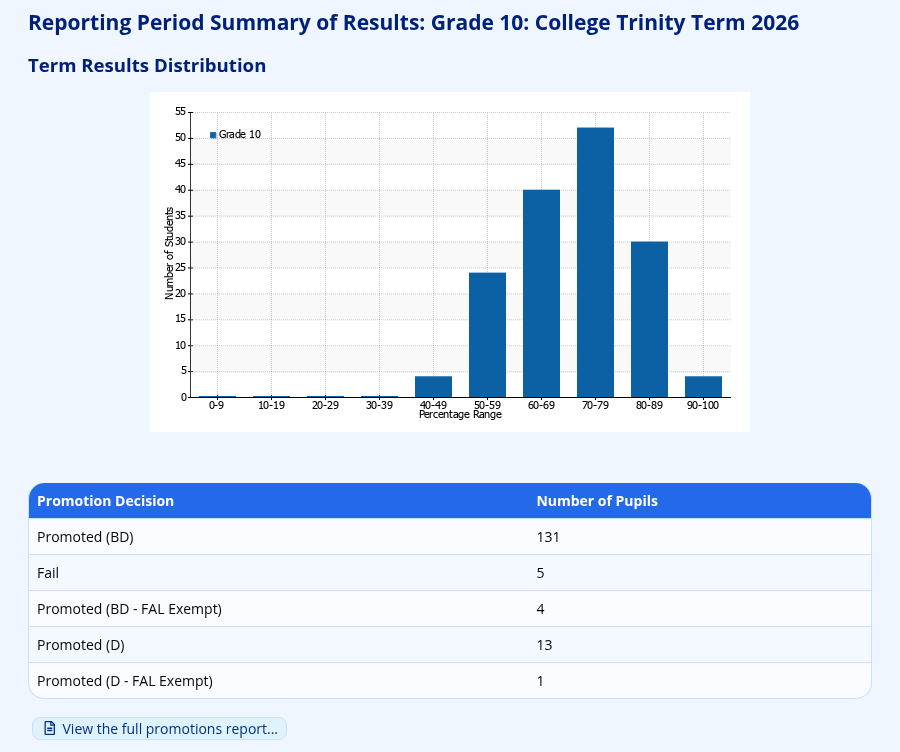 Reporting Period Summary of Results: Grade 10: College Trinity Term 2026
Term Results Distribution
55
Grade 10
50
45
40
35
30
25
20
15
10
5
0
Number of Students
0-9 10-19 20-29 30-39 40-49 50-59 60-69 70-79 80-89 90-100
Percentage Range
Promotion Decision Number of Pupils
Promoted (BD) 131
Fail 5
Promoted (BD - FAL Exempt) 4
Promoted (D) 13
Promoted (D - FAL Exempt) 1
View the full promotions report...